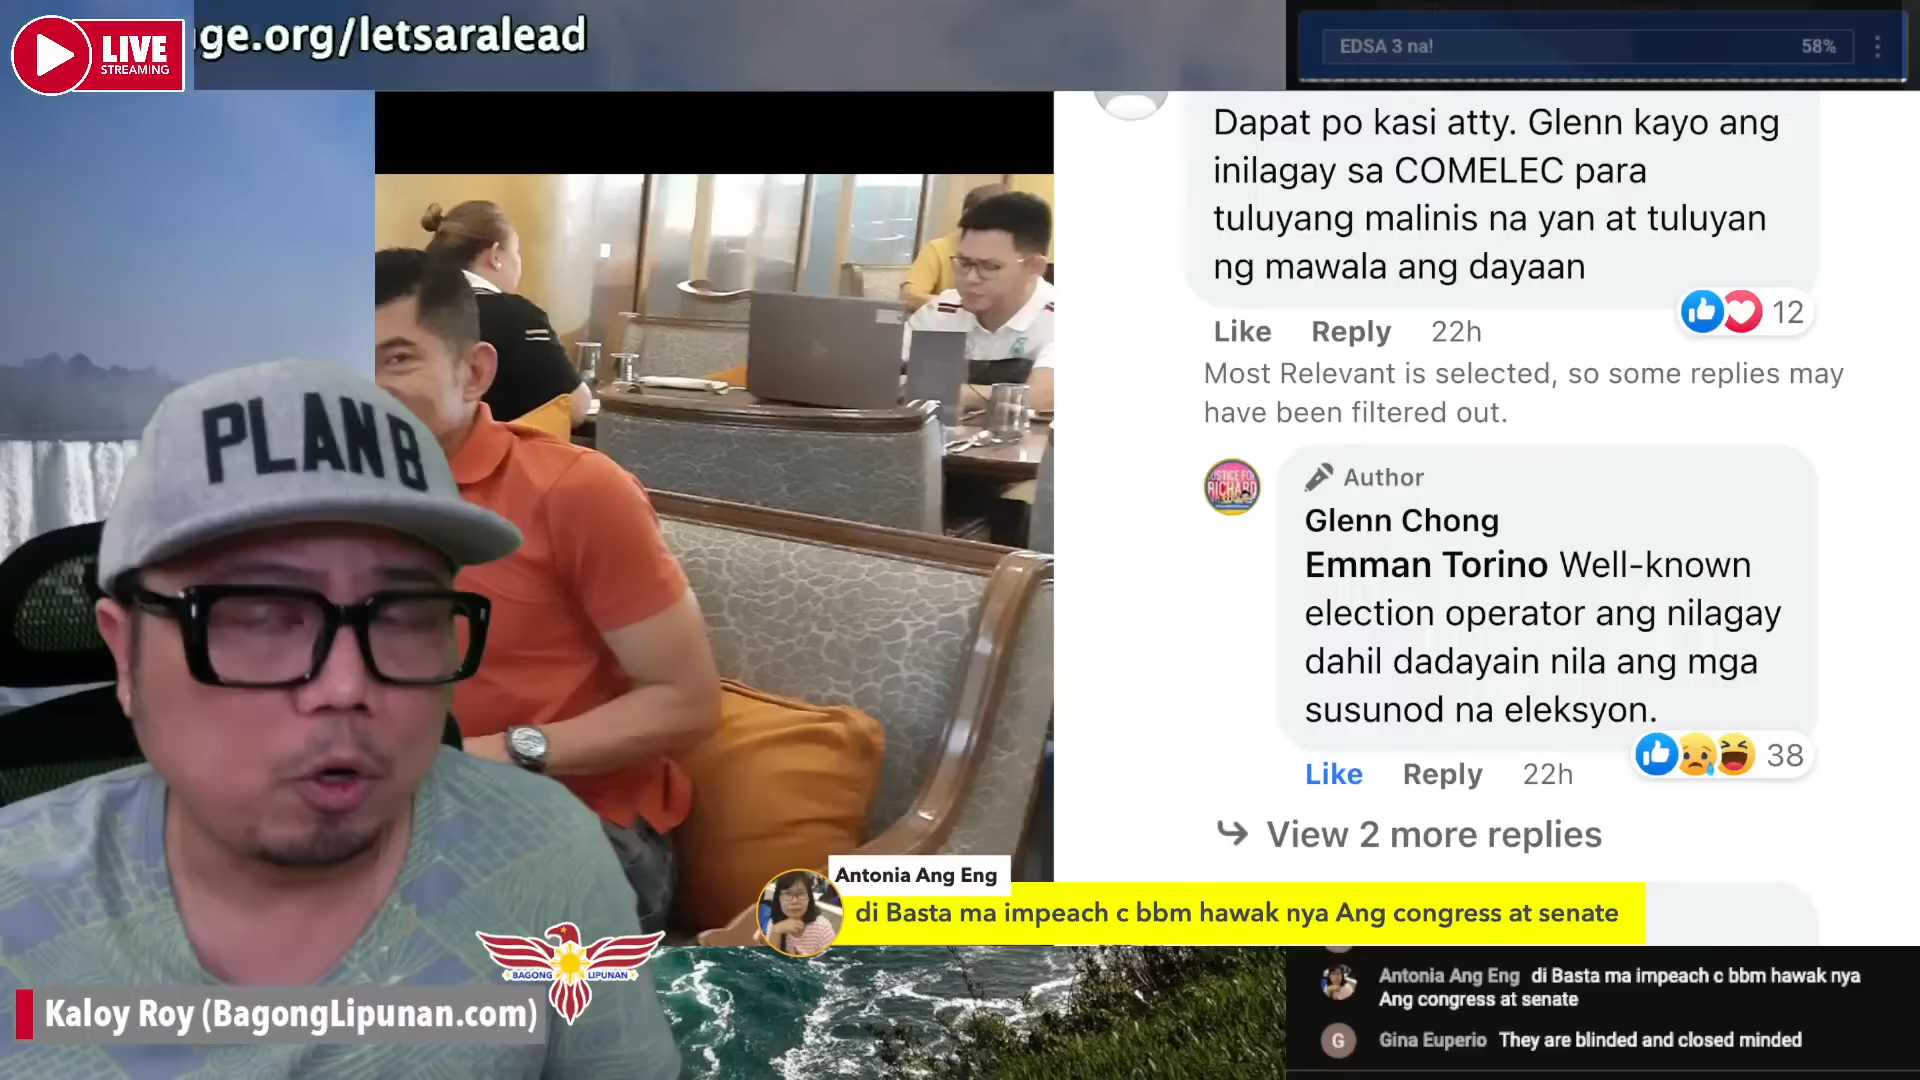 LIVE
STREAMING
ge.org/letsaralead
EDSA 3 na!
58%
Dapat po kasi atty. Glenn kayo ang
inilagay sa COMELEC para
tuluyang malinis na yan at tuluyan
ng mawala ang dayaan
Like Reply 22h
12
Most Relevant is selected, so some replies may
have been filtered out.
JUSTICE FOR
RICHARD
Author
Glenn Chong
Emman Torino Well-known
election operator ang nilagay
dahil dadayain nila ang mga
susunod na eleksyon.
Like Reply 22h
38
View 2 more replies
PLAN B
Antonia Ang Eng
di Basta ma impeach c bbm hawak nya Ang congress at senate
BAGONG LIPUNAN
Kaloy Roy (BagongLipunan.com)
Antonia Ang Eng di Basta ma impeach c bbm hawak nya
Ang congress at senate
G
Gina Euperio They are blinded and closed minded